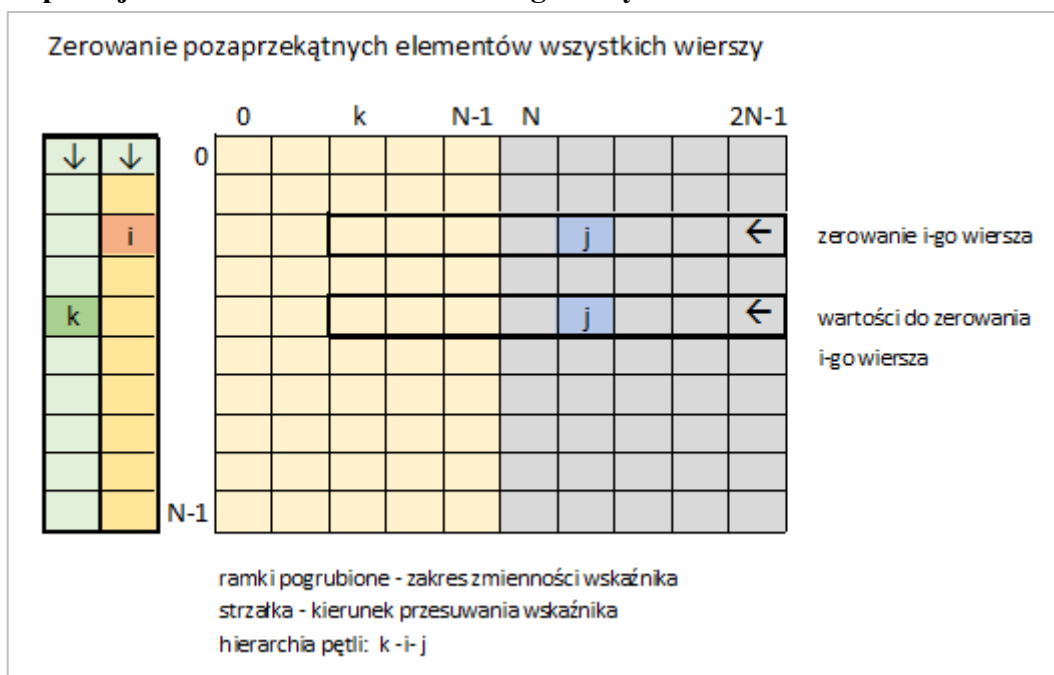 Zerowanie pozaprzekątnych elementów wszystkich wierszy
0 k N-1 N 2N-1
↓ ↓ 0
i j ← zerowanie i-go wiersza
k j ← wartości do zerowania
i-go wiersza
N-1
ramki pogrubione - zakres zmienności wskaźnika
strzałka - kierunek przesuwania wskaźnika
hierarchia pętli: k -i- j